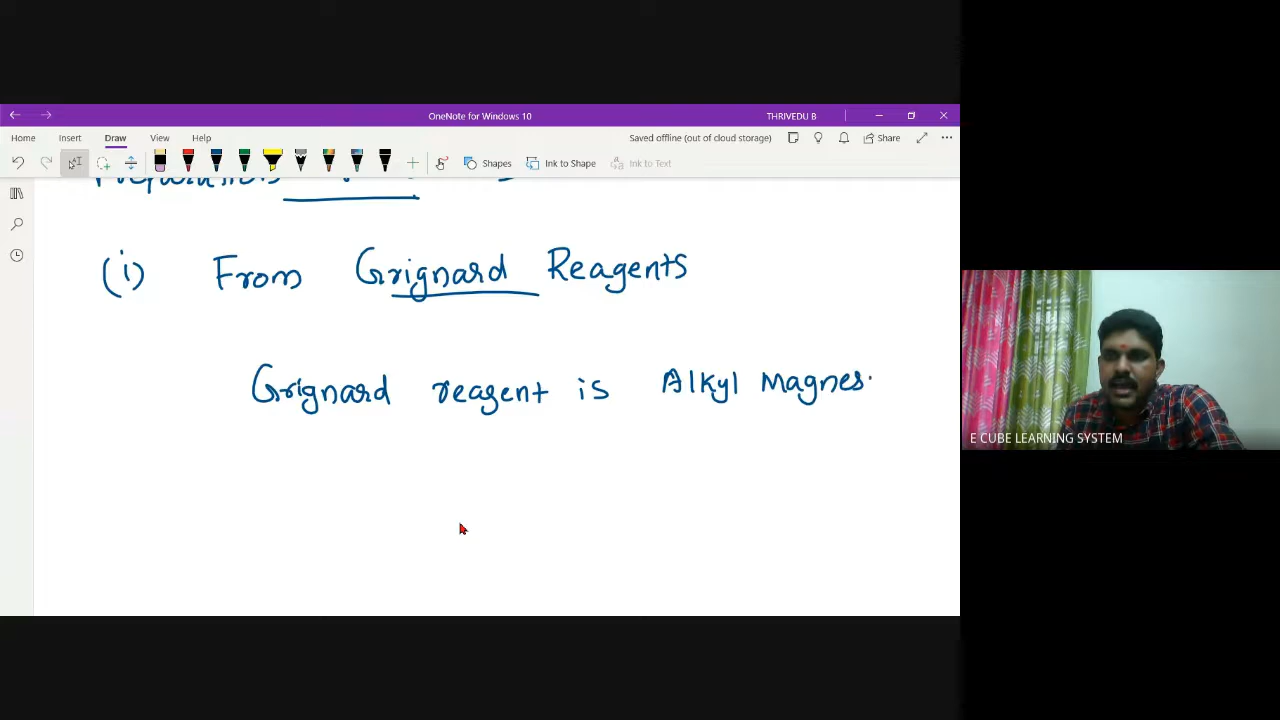 OneNote for Windows 10
THRIVEDU B
Home Insert Draw View Help
Saved offline (out of cloud storage)
Share
Shapes
Ink to Shape
Ink to Text
Preparation
(i) From Grignard Reagents
Grignard reagent is Alkyl Magnes
E CUBE LEARNING SYSTEM